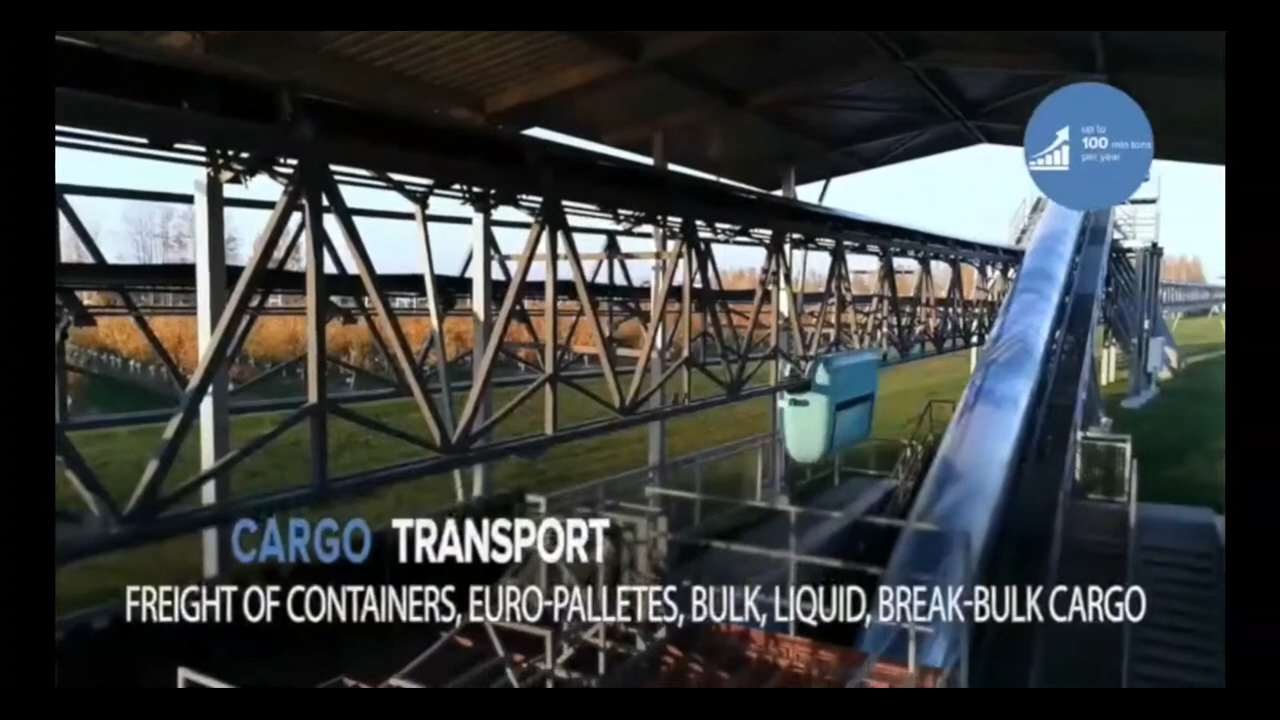 up to
100 mln tons
per year
CARGO TRANSPORT
FREIGHT OF CONTAINERS, EURO-PALLETES, BULK, LIQUID, BREAK-BULK CARGO